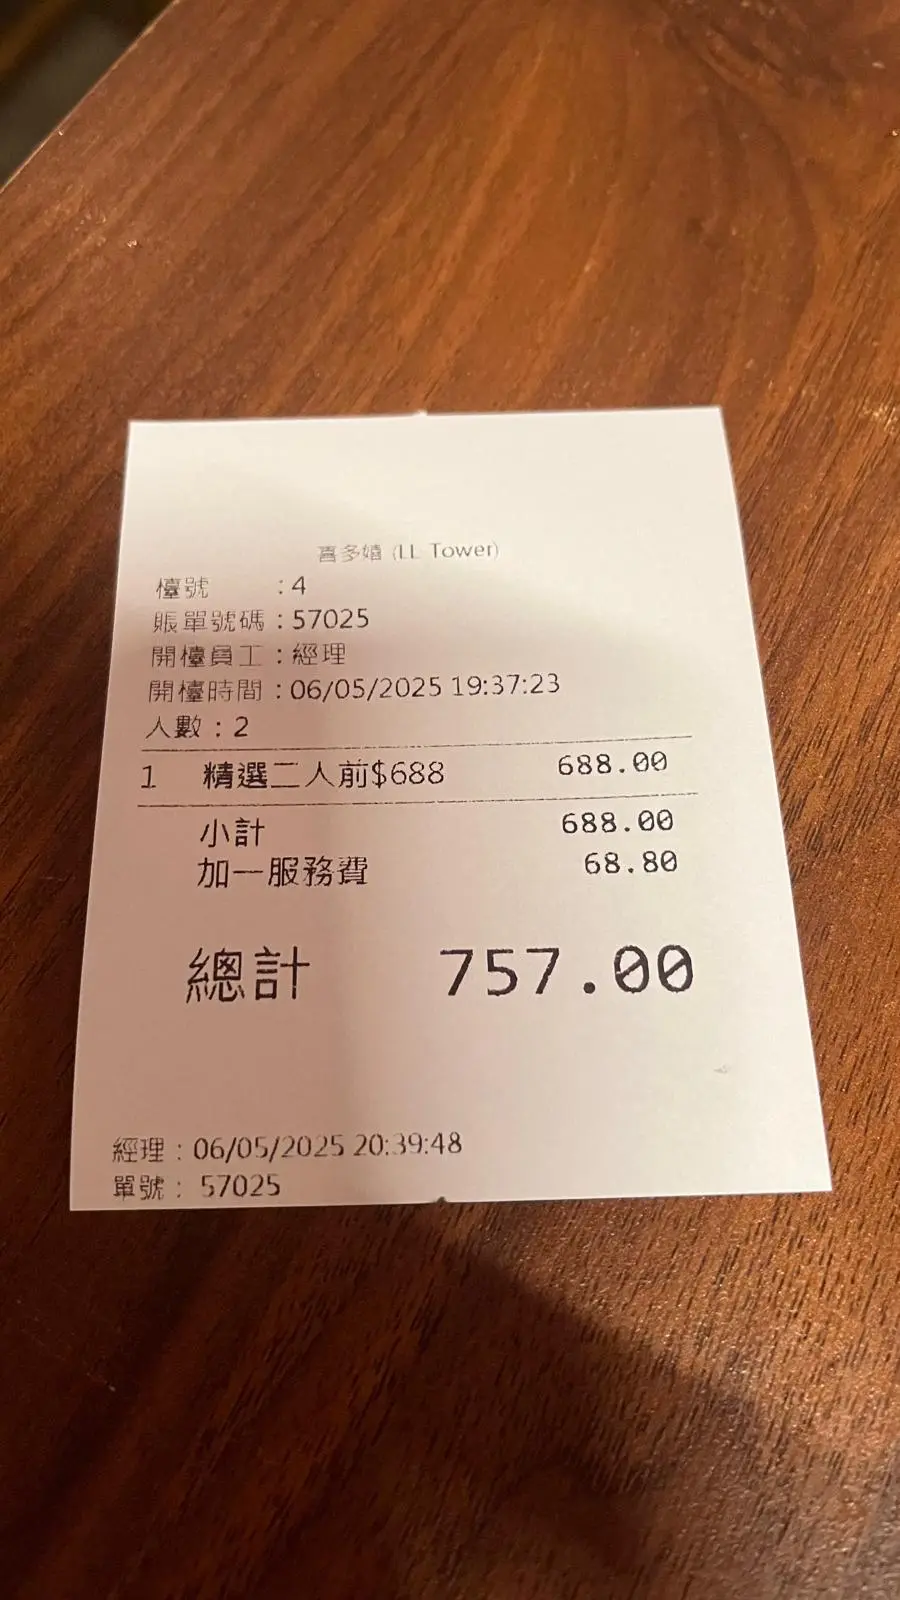 喜多嬉 (LL Tower)
檯號 : 4
賬單號碼 : 57025
開檯員工 : 經理
開檯時間 : 06/05/2025 19:37:23
人數 : 2
1 精選二人前$688 688.00
小計 688.00
加一服務費 68.80
總計 757.00
經理 : 06/05/2025 20:39:48
單號 : 57025